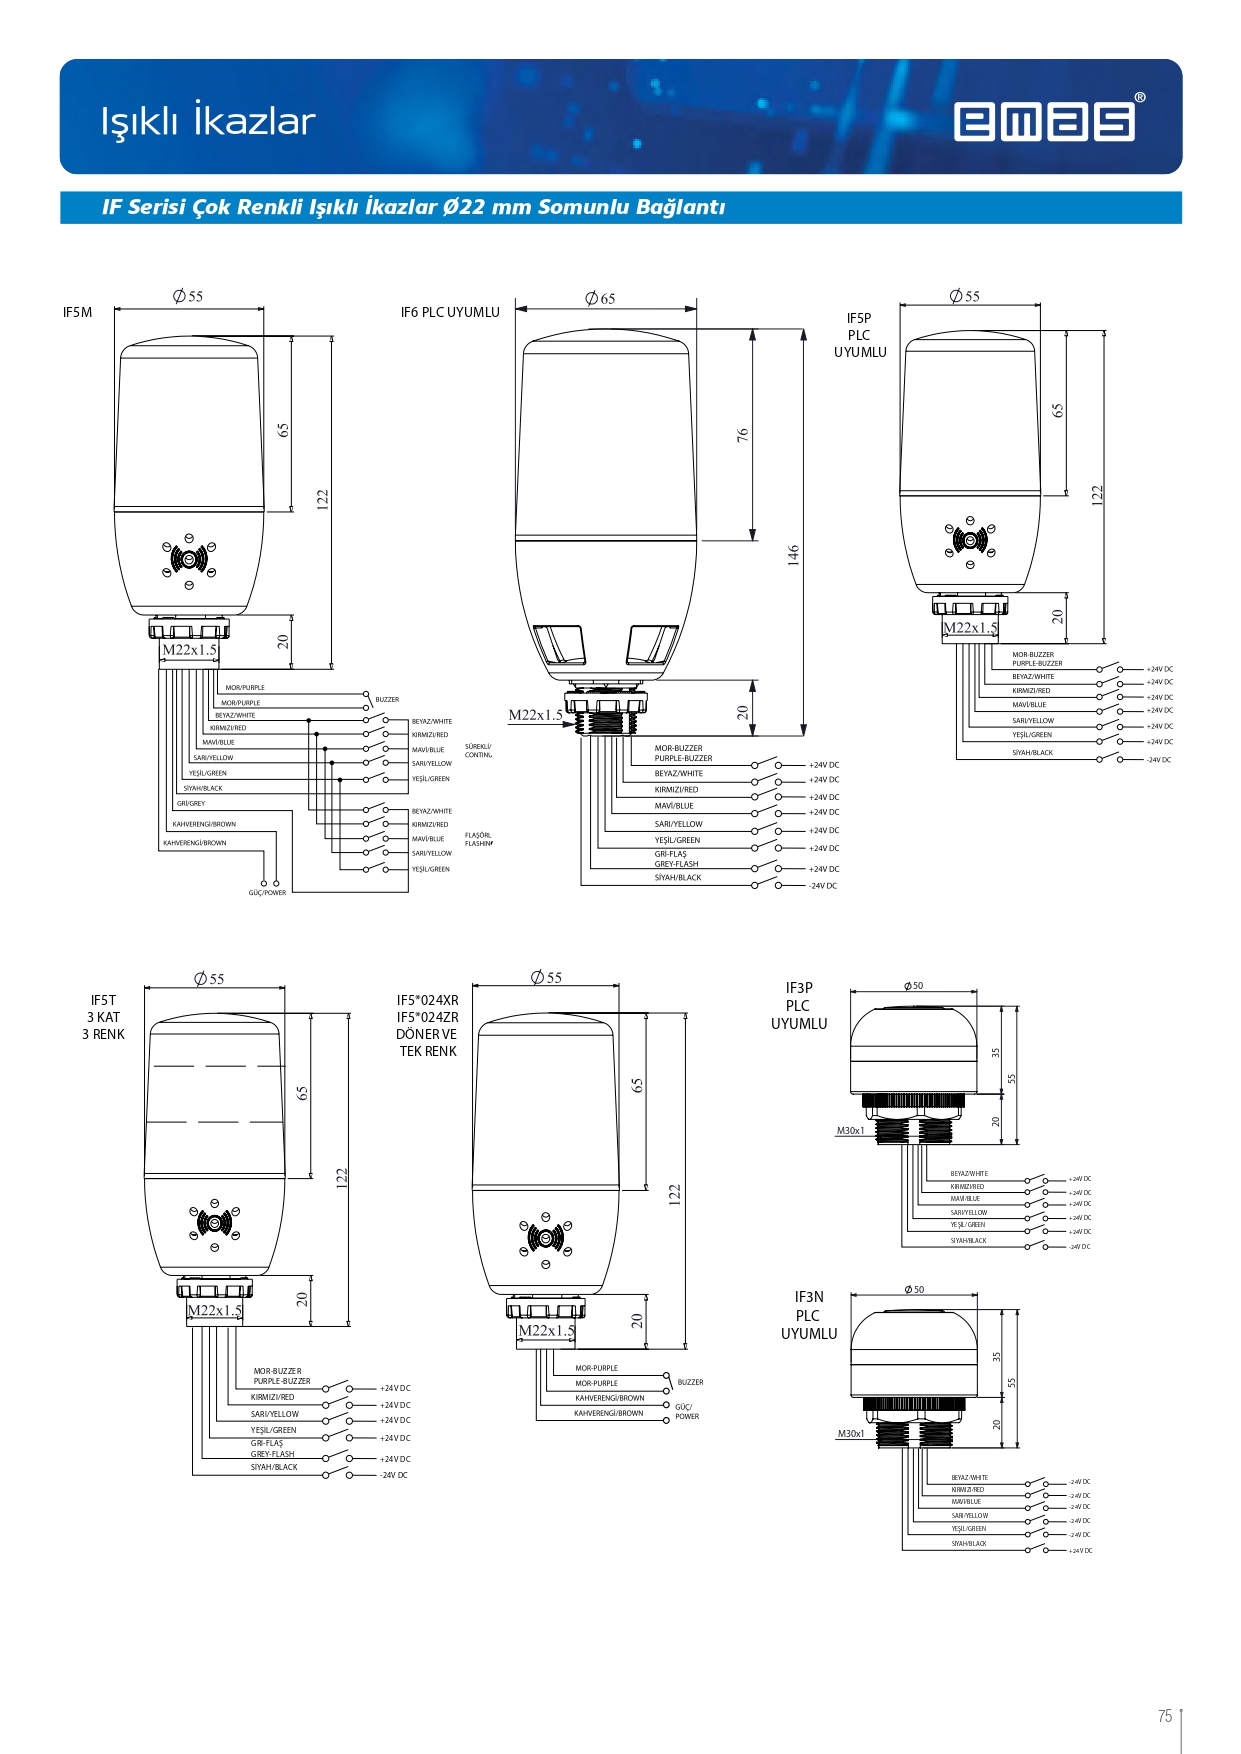 Işıklı İkazlar
emas®
IF Serisi Çok Renkli Işıklı İkazlar Ø22 mm Somunlu Bağlantı
IF5M
Ø 55
65
122
20
M22x1.5
MOR/PURPLE
MOR/PURPLE
BUZZER
BEYAZ/WHITE
KIRMIZI/RED
MAVİ/BLUE
SARI/YELLOW
YEŞİL/GREEN
SİYAH/BLACK
GRİ/GREY
KAHVERENGİ/BROWN
KAHVERENGİ/BROWN
GÜÇ/POWER
BEYAZ/WHITE
KIRMIZI/RED
MAVİ/BLUE
SARI/YELLOW
YEŞİL/GREEN
SÜREKLİ/
CONTINU
BEYAZ/WHITE
KIRMIZI/RED
MAVİ/BLUE
SARI/YELLOW
YEŞİL/GREEN
FLAŞÖRL
FLASHIN
IF6 PLC UYUMLU
Ø 65
76
146
20
M22x1.5
MOR-BUZZER
PURPLE-BUZZER
+24V DC
BEYAZ/WHITE
+24V DC
KIRMIZI/RED
+24V DC
MAVİ/BLUE
+24V DC
SARI/YELLOW
+24V DC
YEŞİL/GREEN
+24V DC
GRİ-FLAŞ
GREY-FLASH
+24V DC
SİYAH/BLACK
-24V DC
IF5P
PLC
UYUMLU
Ø 55
65
122
20
M22x1.5
MOR-BUZZER
PURPLE-BUZZER
+24V DC
BEYAZ/WHITE
+24V DC
KIRMIZI/RED
+24V DC
MAVİ/BLUE
+24V DC
SARI/YELLOW
+24V DC
YEŞİL/GREEN
+24V DC
SİYAH/BLACK
-24V DC
IF5T
3 KAT
3 RENK
Ø 55
65
122
20
M22x1.5
MOR-BUZZER
PURPLE-BUZZER
+24V DC
KIRMIZI/RED
+24V DC
SARI/YELLOW
+24V DC
YEŞİL/GREEN
+24V DC
GRI-FLAŞ
GREY-FLASH
+24V DC
SİYAH/BLACK
-24V DC
IF5*024XR
IF5*024ZR
DÖNER VE
TEK RENK
Ø 55
65
122
20
M22x1.5
MOR-PURPLE
MOR-PURPLE
BUZZER
KAHVERENGİ/BROWN
KAHVERENGİ/BROWN
GÜÇ/
POWER
IF3P
PLC
UYUMLU
Ø 50
35
55
20
M30x1
BEYAZ/WHITE
+24V DC
KIRMIZI/RED
+24V DC
MAVİ/BLUE
+24V DC
SARI/YELLOW
+24V DC
YEŞİL/GREEN
+24V DC
SİYAH/BLACK
-24V DC
IF3N
PLC
UYUMLU
Ø 50
35
55
20
M30x1
BEYAZ/WHITE
-24V DC
KIRMIZI/RED
-24V DC
MAVİ/BLUE
-24V DC
SARI/YELLOW
-24V DC
YEŞİL/GREEN
-24V DC
SİYAH/BLACK
+24V DC
75